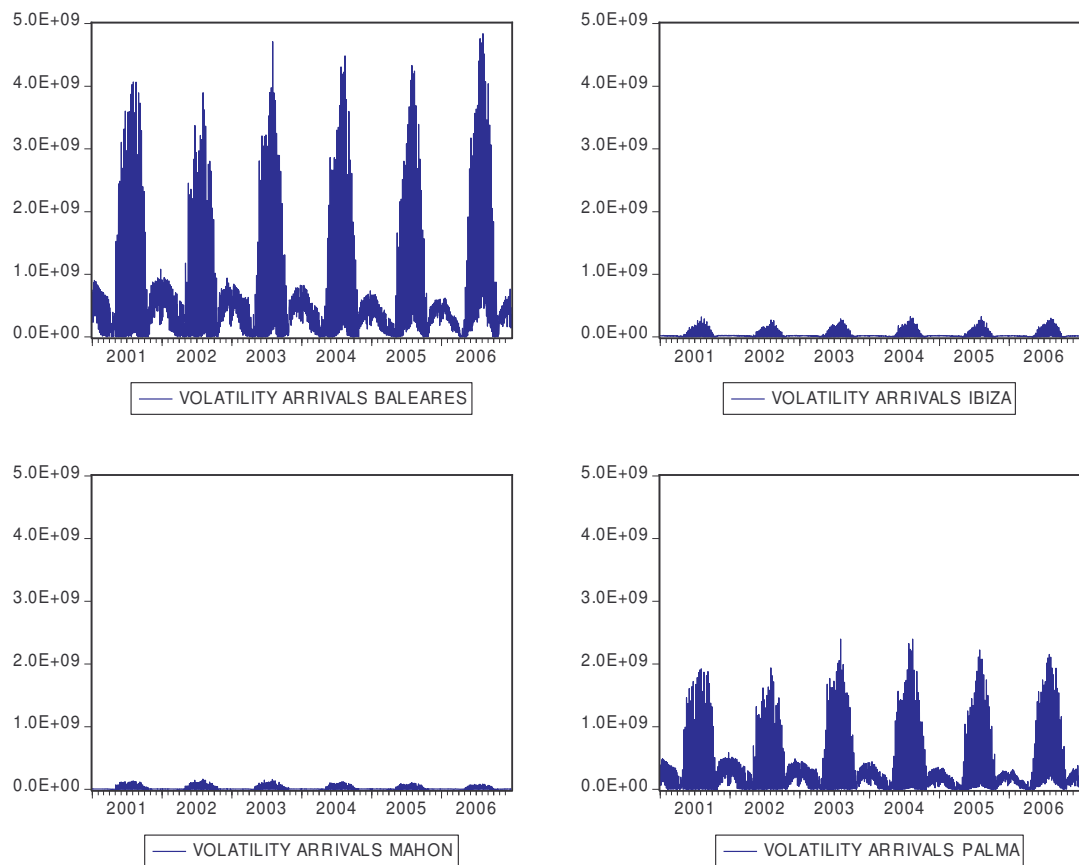 5.0E+09
4.0E+09
3.0E+09
2.0E+09
1.0E+09
0.0E+00
2001 2002 2003 2004 2005 2006
VOLATILITY ARRIVALS BALEARES
5.0E+09
4.0E+09
3.0E+09
2.0E+09
1.0E+09
0.0E+00
2001 2002 2003 2004 2005 2006
VOLATILITY ARRIVALS IBIZA
5.0E+09
4.0E+09
3.0E+09
2.0E+09
1.0E+09
0.0E+00
2001 2002 2003 2004 2005 2006
VOLATILITY ARRIVALS MAHON
5.0E+09
4.0E+09
3.0E+09
2.0E+09
1.0E+09
0.0E+00
2001 2002 2003 2004 2005 2006
VOLATILITY ARRIVALS PALMA